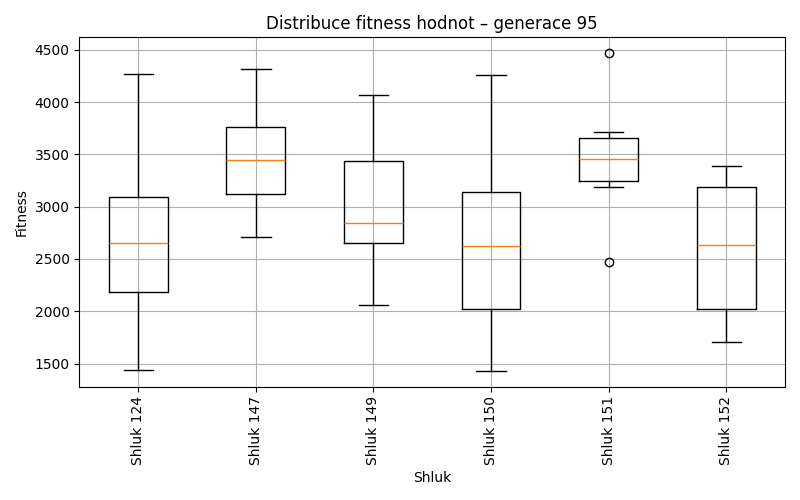 Distribuce fitness hodnot – generace 95
4500
4000
3500
3000
2500
2000
1500
Fitness
Shluk 124
Shluk 147
Shluk 149
Shluk 150
Shluk 151
Shluk 152
Shluk